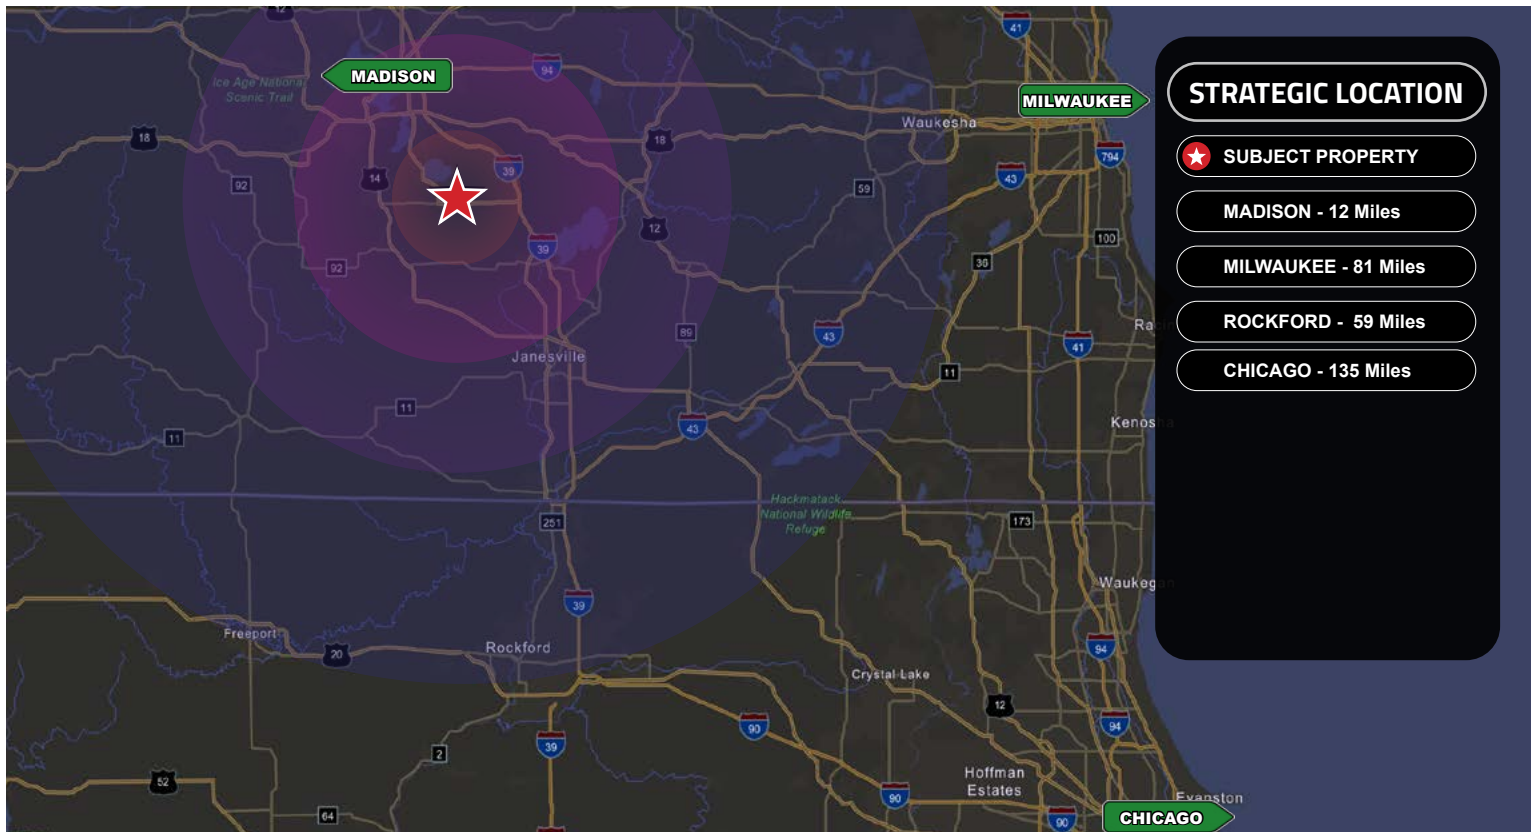 12
41
MADISON
94
Ice Age National
Scenic Trail
MILWAUKEE
Waukesha
18
18
794
39
43
14
92
59
12
39
100
36
92
89
43
41
Janesville
11
11
43
11
Hackmatack
National Wildlife
Refuge
251
173
39
Freeport
20
Rockford
94
Crystal Lake
12
90
94
39
2
52
Hoffman
Estates
90
64
90
Evanston
CHICAGO
Racin
Kenosha
Waukegan
STRATEGIC LOCATION
SUBJECT PROPERTY
MADISON - 12 Miles
MILWAUKEE - 81 Miles
ROCKFORD -  59 Miles
CHICAGO - 135 Miles